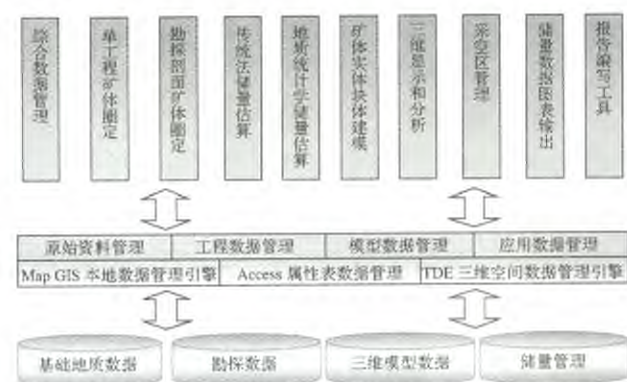 综合数据管理
单工程矿体圈定
勘探剖面矿体圈定
传统法储量估算
地质统计学储量估算
矿体实体块体建模
三维显示和分析
采空区管理
储量数据图表输出
报告编写工具
原始资料管理 工程数据管理 模型数据管理 应用数据管理
Map GIS 本地数据管理引擎 Access 属性表数据管理 TDE 三维空间数据管理引擎
基础地质数据 勘探数据 三维模型数据 储量管理